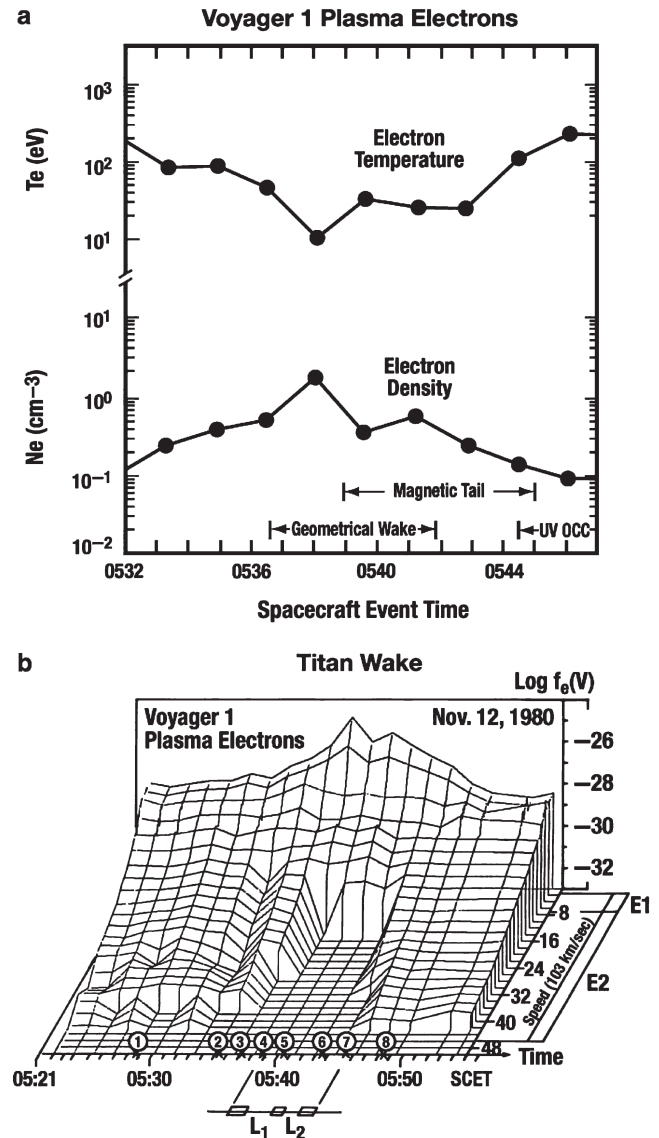 a
Voyager 1 Plasma Electrons
Te (eV)
10³
10²
10¹
Electron
Temperature
Ne (cm–3)
10¹
10⁰
10⁻¹
10⁻²
Electron
Density
Magnetic Tail
Geometrical Wake
UV OCC
0532
0536
0540
0544
Spacecraft Event Time
b
Titan Wake
Log fe(V)
Voyager 1
Plasma Electrons
Nov. 12, 1980
–26
–28
–30
–32
8
16
24
32
40
48
Speed (103 km/sec)
E1
E2
1
2
3
4
5
6
7
8
Time
05:21
05:30
05:40
05:50
SCET
L1
L2